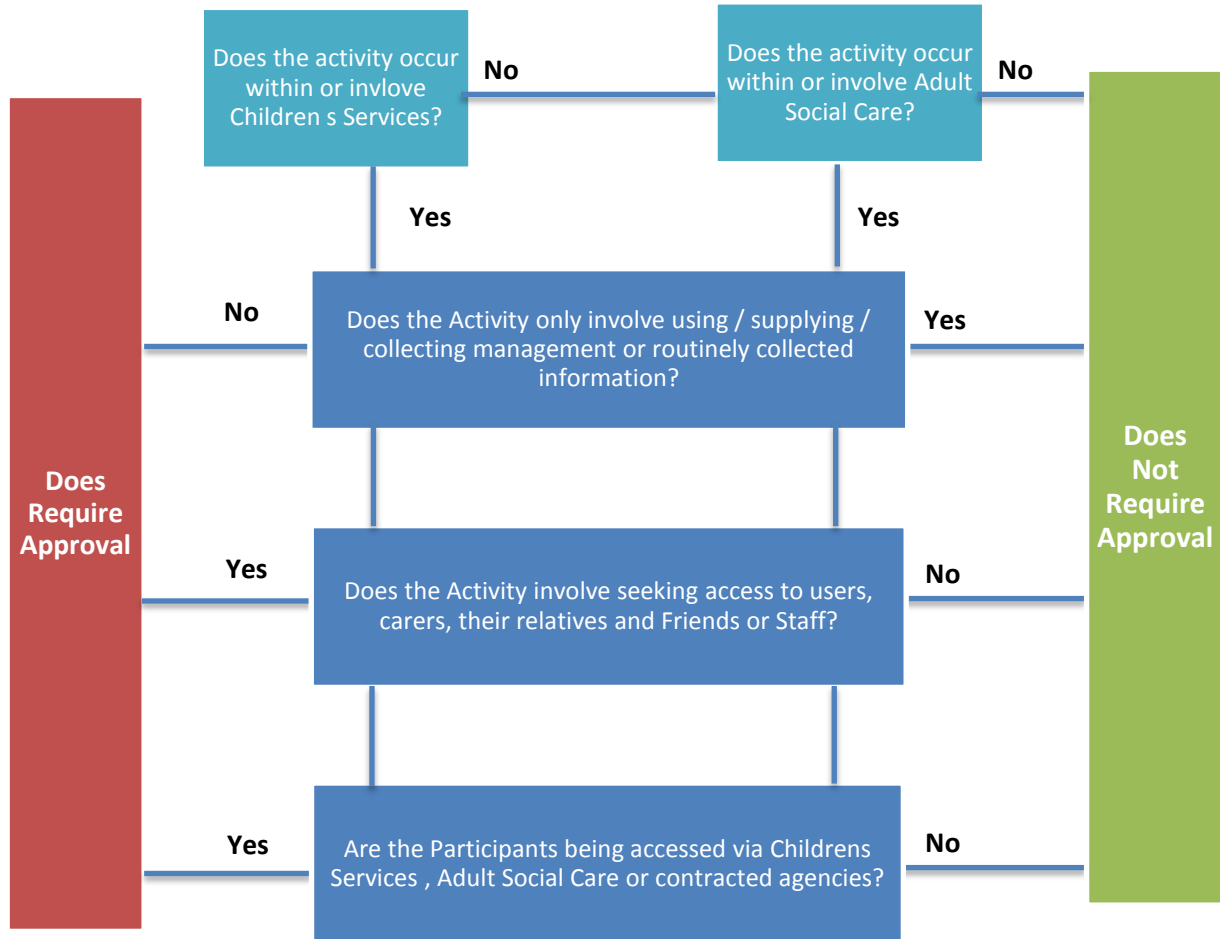 Does the activity occur
within or invlove
Children s Services?
No
Does the activity occur
within or involve Adult
Social Care?
No
Yes
Yes
No
Does the Activity only involve using / supplying /
collecting management or routinely collected
information?
Yes
Does
Require
Approval
Does
Not
Require
Approval
Yes
Does the Activity involve seeking access to users,
carers, their relatives and Friends or Staff?
No
Yes
Are the Participants being accessed via Childrens
Services , Adult Social Care or contracted agencies?
No